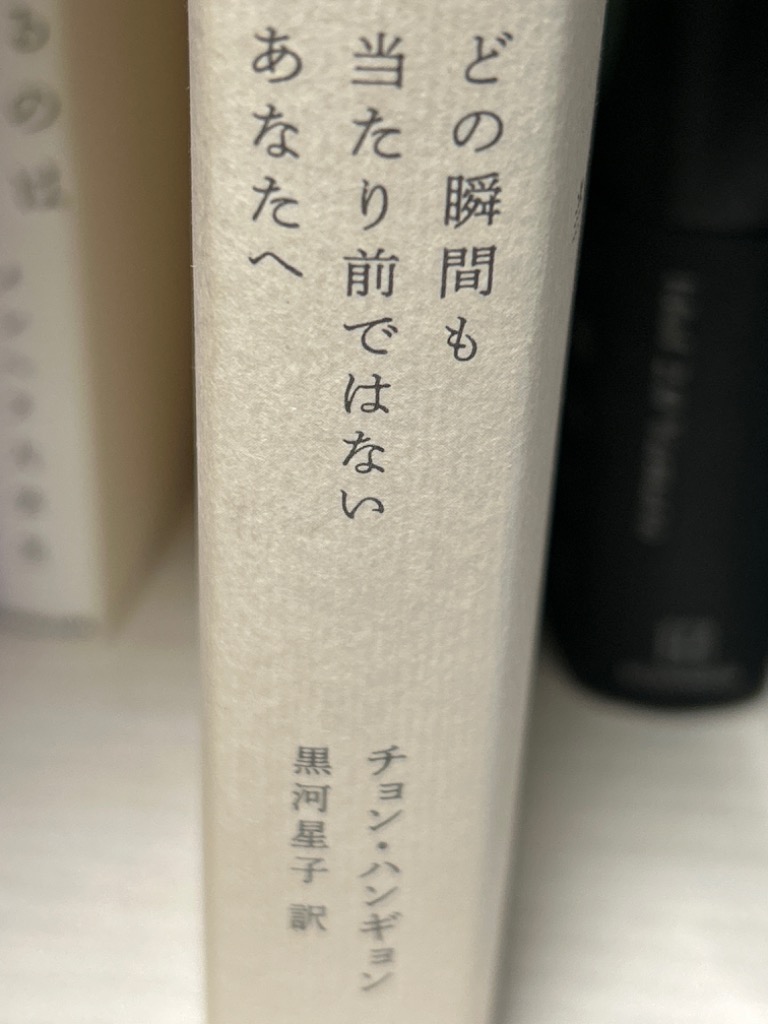 どの瞬間も
当たり前ではない
あなたへ
チョン・ハンギョン
黒河星子 訳